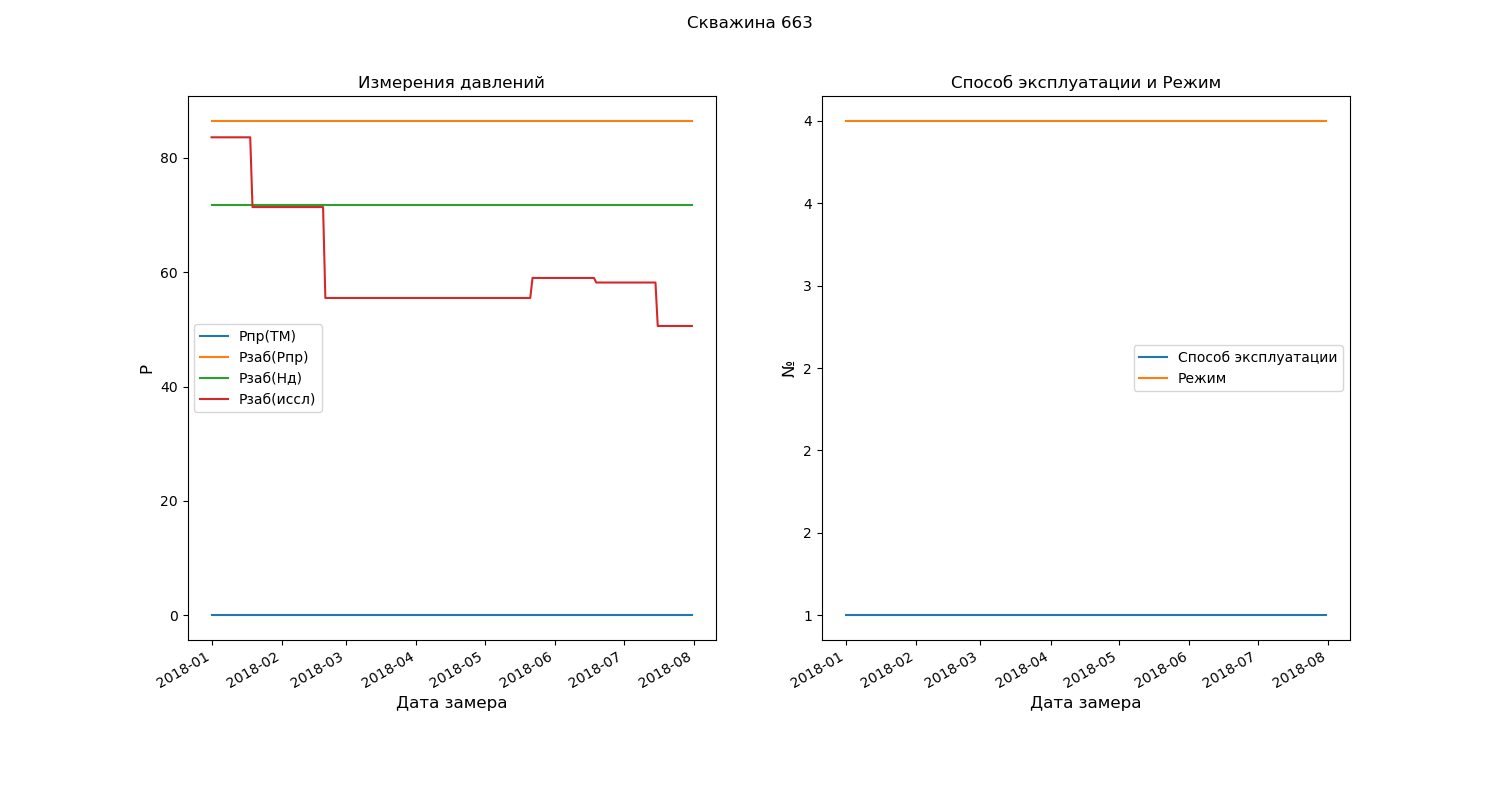 Скважина 663
Измерения давлений
80
60
40
20
0
P
Рпр(ТМ)
Рзаб(Рпр)
Рзаб(Нд)
Рзаб(иссл)
2018-01
2018-02
2018-03
2018-04
2018-05
2018-06
2018-07
2018-08
Дата замера
Способ эксплуатации и Режим
4
4
3
2
2
2
1
№
Способ эксплуатации
Режим
2018-01
2018-02
2018-03
2018-04
2018-05
2018-06
2018-07
2018-08
Дата замера